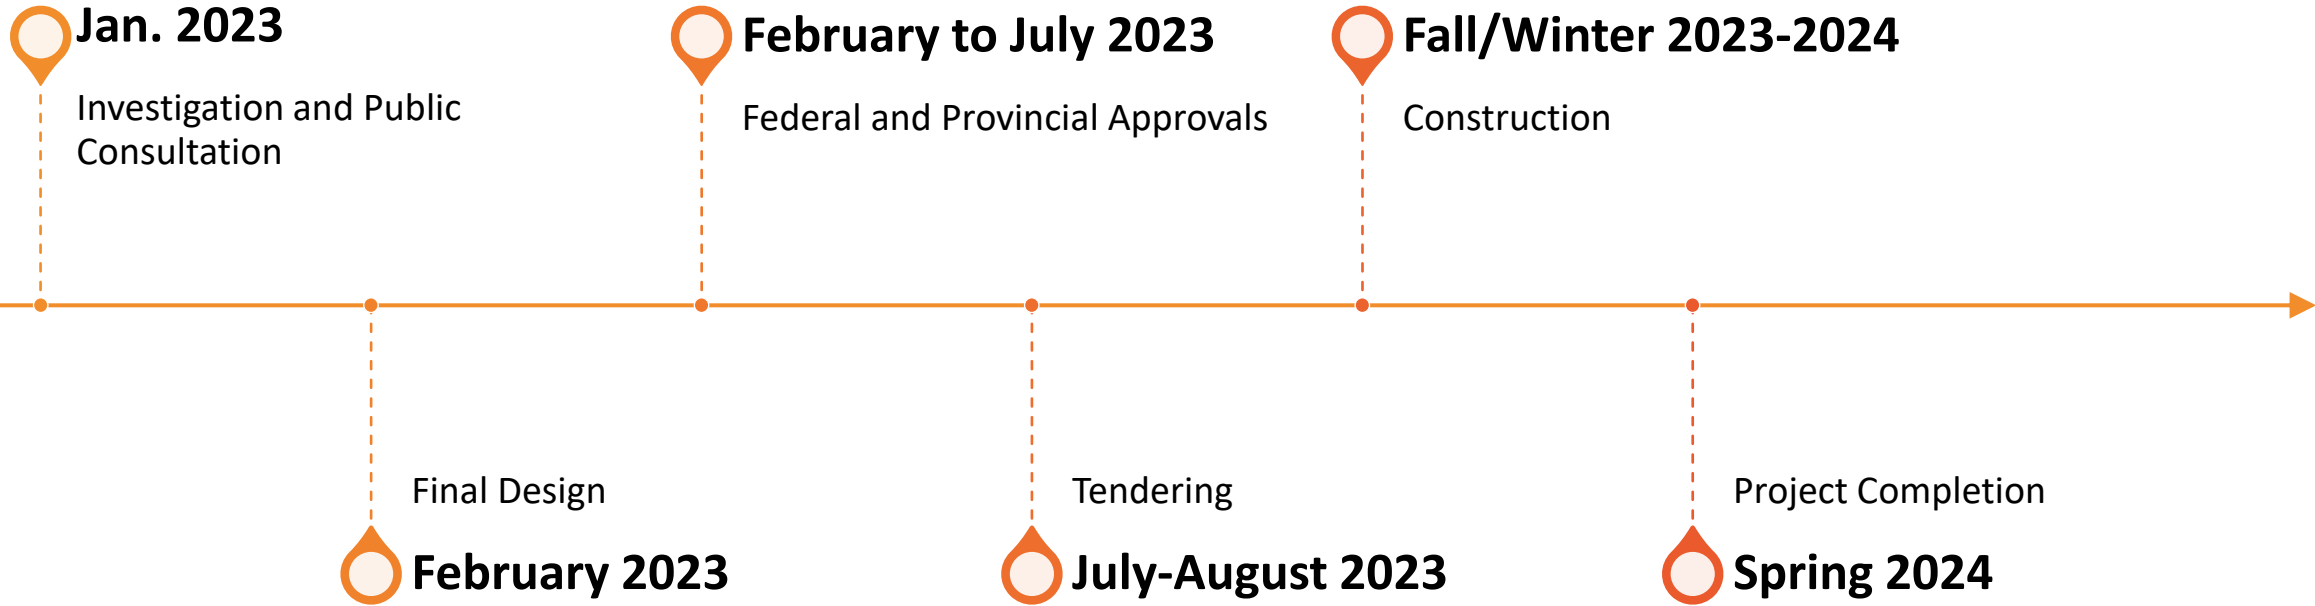 Jan. 2023
Investigation and Public
Consultation
February to July 2023
Federal and Provincial Approvals
Fall/Winter 2023-2024
Construction
Final Design
February 2023
Tendering
July-August 2023
Project Completion
Spring 2024